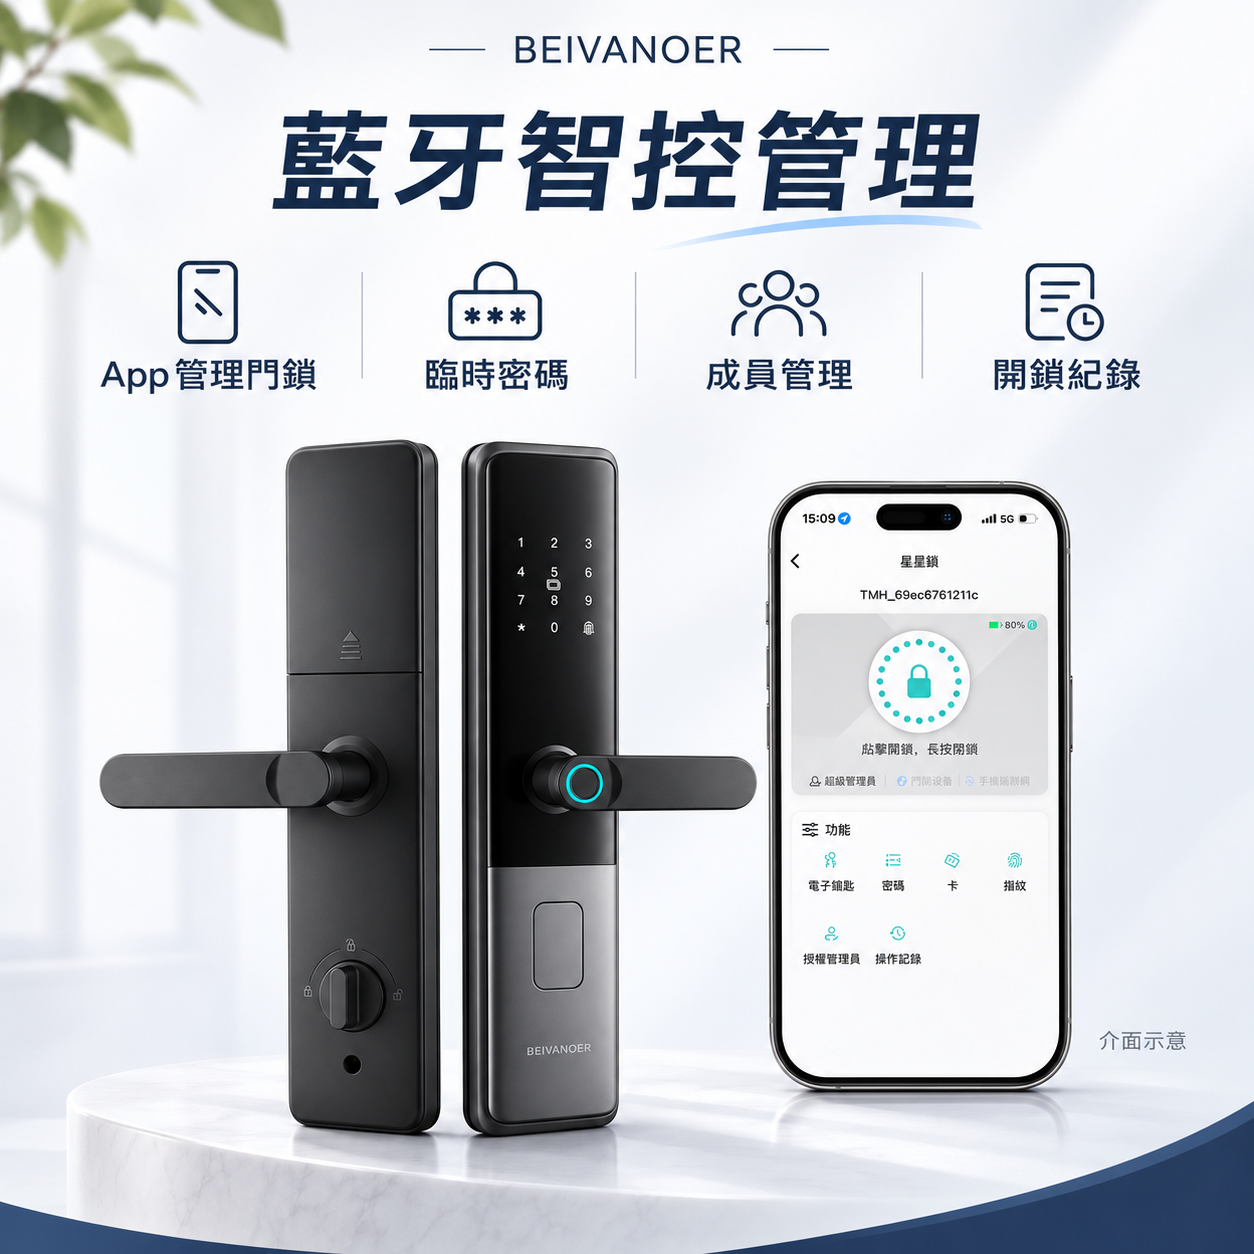 BEIVANOER
藍牙智控管理
App管理門鎖
臨時密碼
成員管理
開鎖紀錄
1 2 3
4 5 6
7 8 9
* 0
BEIVANOER
15:09 5G
星星鎖
TMH_69ec6761211c
80%
點擊開鎖，長按閉鎖
超級管理員
功能
電子鑰匙 密碼 卡 指紋
授權管理員 操作記錄
介面示意